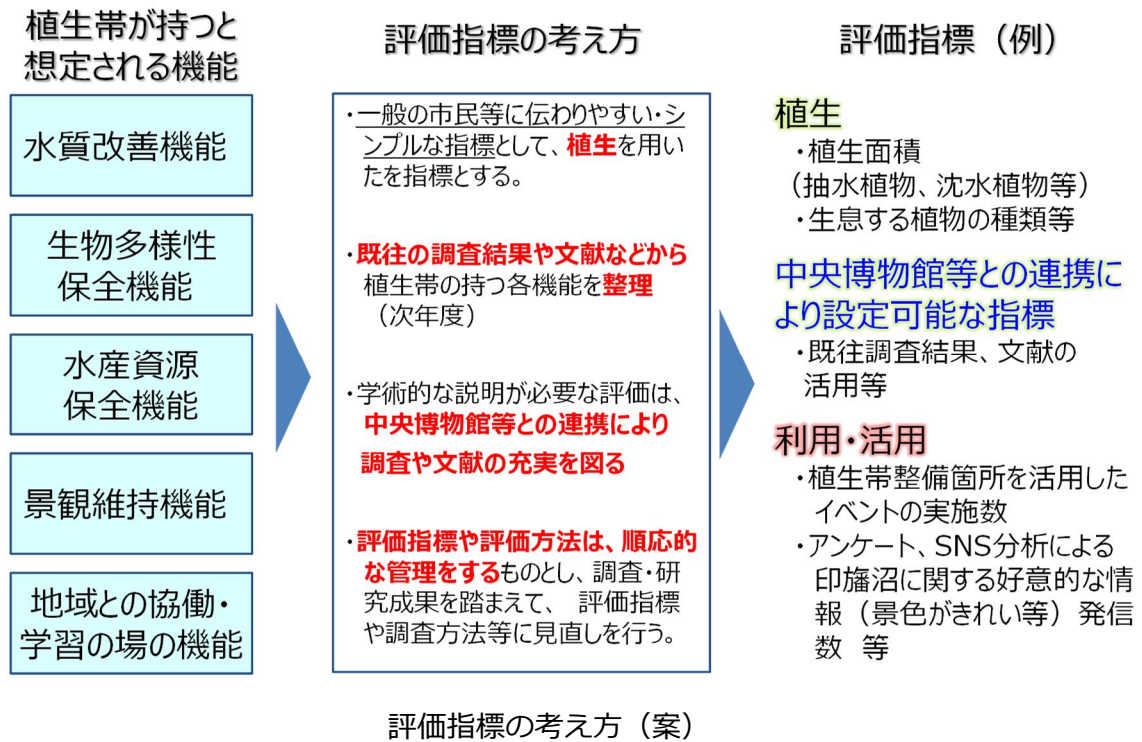 植生帯が持つと
想定される機能
水質改善機能
生物多様性
保全機能
水産資源
保全機能
景観維持機能
地域との協働・
学習の場の機能
評価指標の考え方
・一般の市民等に伝わりやすい・シ
ンプルな指標として、植生を用い
たを指標とする。
・既往の調査結果や文献などから
植生帯の持つ各機能を整理
（次年度）
・学術的な説明が必要な評価は、
中央博物館等との連携により
調査や文献の充実を図る
・評価指標や評価方法は、順応的
な管理をするものとし、調査・研
究成果を踏まえて、 評価指標
や調査方法等に見直しを行う。
評価指標（例）
植生
・植生面積
（抽水植物、沈水植物等）
・生息する植物の種類等
中央博物館等との連携に
より設定可能な指標
・既往調査結果、文献の
活用等
利用・活用
・植生帯整備箇所を活用した
イベントの実施数
・アンケート、SNS分析による
印旛沼に関する好意的な情
報（景色がきれい等）発信
数 等
評価指標の考え方（案）